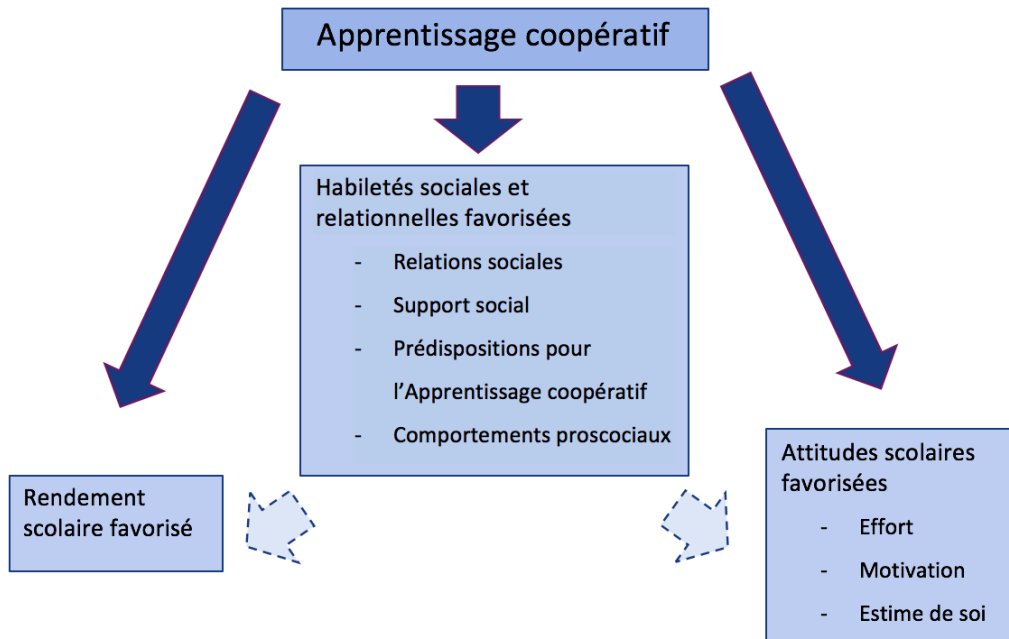 Apprentissage coopératif
Habiletés sociales et
relationnelles favorisées
- Relations sociales
- Support social
- Prédispositions pour
l’Apprentissage coopératif
- Comportements proscociaux
Rendement
scolaire favorisé
Attitudes scolaires
favorisées
- Effort
- Motivation
- Estime de soi